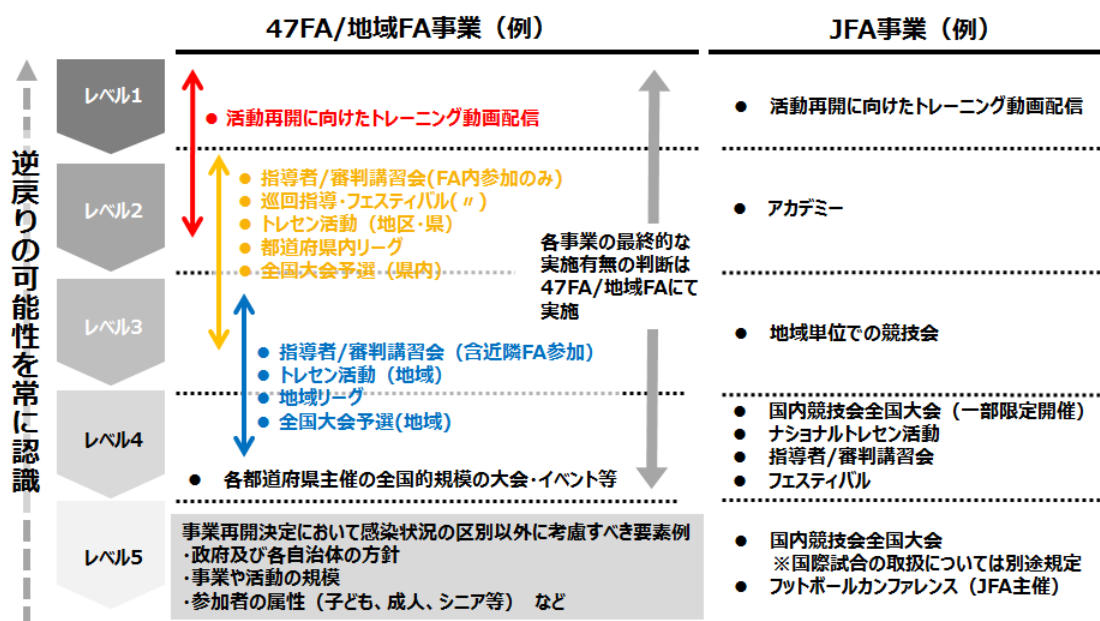 47FA/地域FA事業（例）
JFA事業（例）
逆戻りの可能性を常に認識
レベル1
● 活動再開に向けたトレーニング動画配信
● 活動再開に向けたトレーニング動画配信
レベル2
● 指導者/審判講習会(FA内参加のみ)
● 巡回指導・フェスティバル(〃)
● トレセン活動（地区・県）
● 都道府県内リーグ
● 全国大会予選（県内）
● アカデミー
各事業の最終的な
実施有無の判断は
47FA/地域FAにて
実施
レベル3
● 指導者/審判講習会（含近隣FA参加）
● トレセン活動（地域）
● 地域リーグ
● 全国大会予選(地域)
● 地域単位での競技会
レベル4
● 各都道府県主催の全国的規模の大会・イベント等
● 国内競技会全国大会（一部限定開催）
● ナショナルトレセン活動
● 指導者/審判講習会
● フェスティバル
レベル5
事業再開決定において感染状況の区別以外に考慮すべき要素例
・政府及び各自治体の方針
・事業や活動の規模
・参加者の属性（子ども、成人、シニア等）　など
● 国内競技会全国大会
※国際試合の取扱については別途規定
● フットボールカンファレンス（JFA主催）